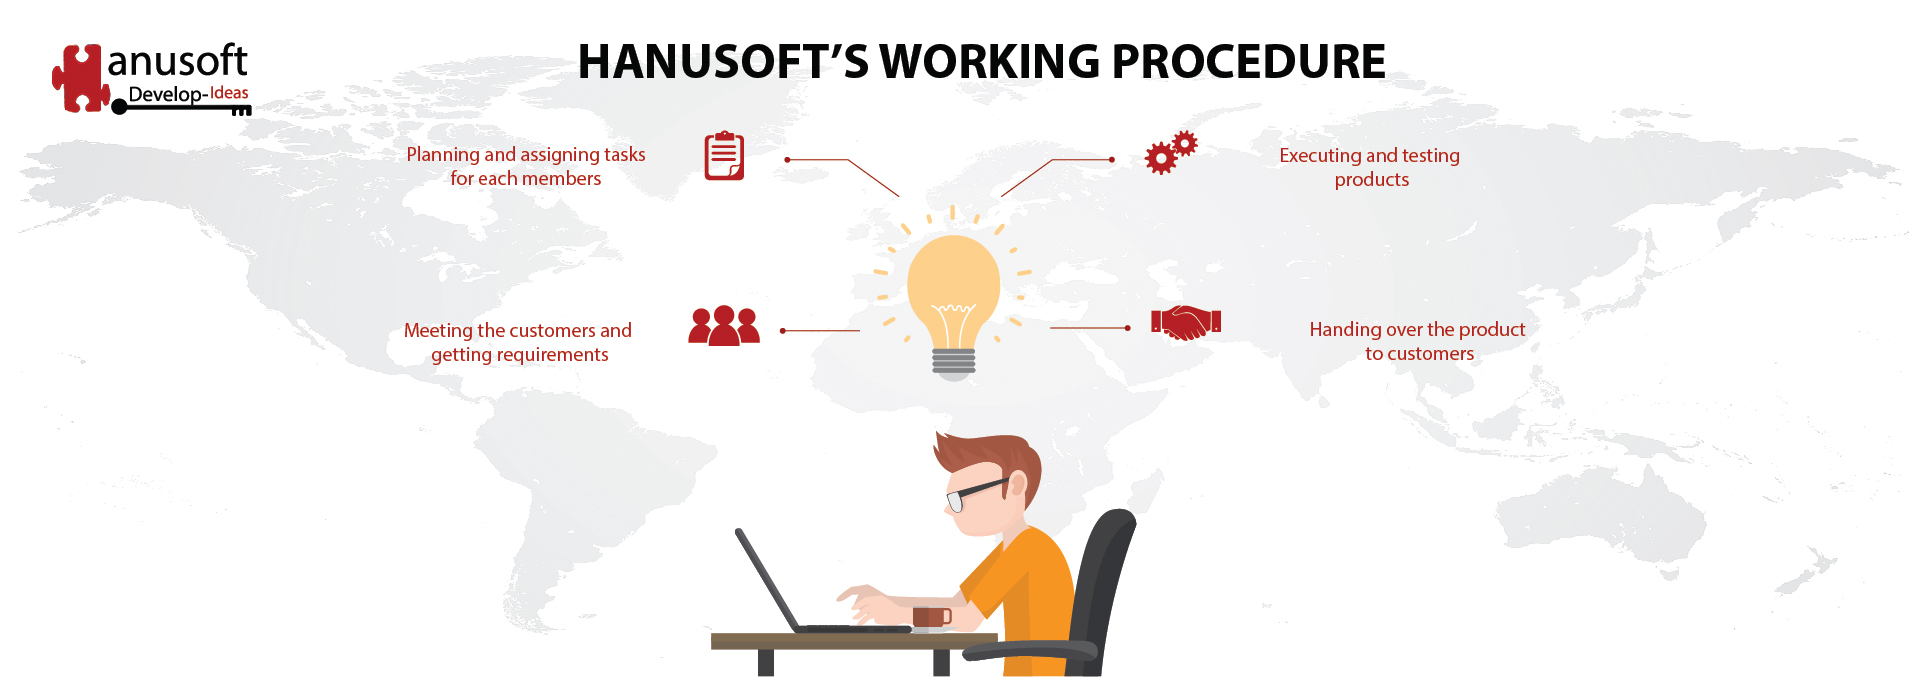 anusoft
Develop-Ideas
HANUSOFT'S WORKING PROCEDURE
Planning and assigning tasks
for each members
Executing and testing
products
Meeting the customers and
getting requirements
Handing over the product
to customers